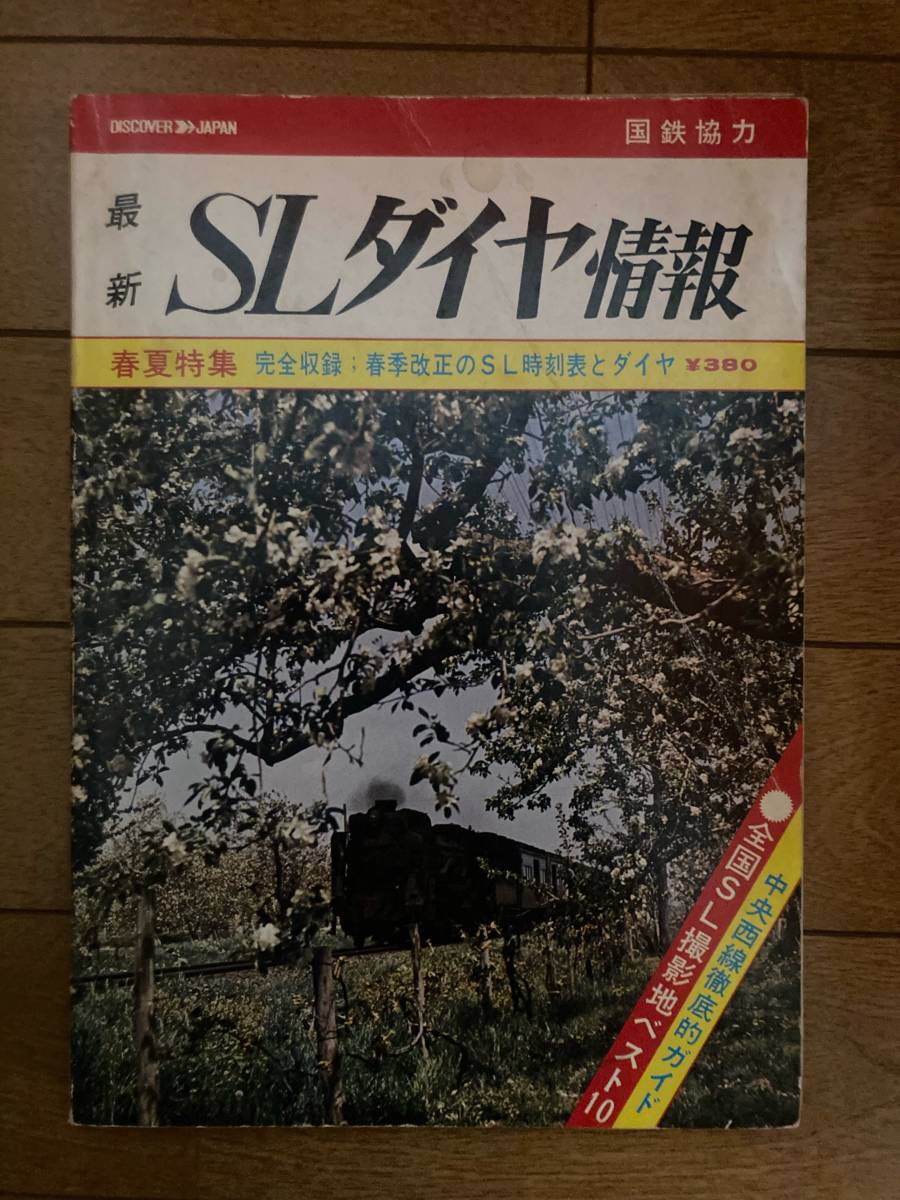 DISCOVER JAPAN
国鉄協力
最新
SLダイヤ情報
春夏特集 完全収録；春季改正のSL時刻表とダイヤ ¥380
全国SL撮影地ベスト10
中央西線徹底的ガイド